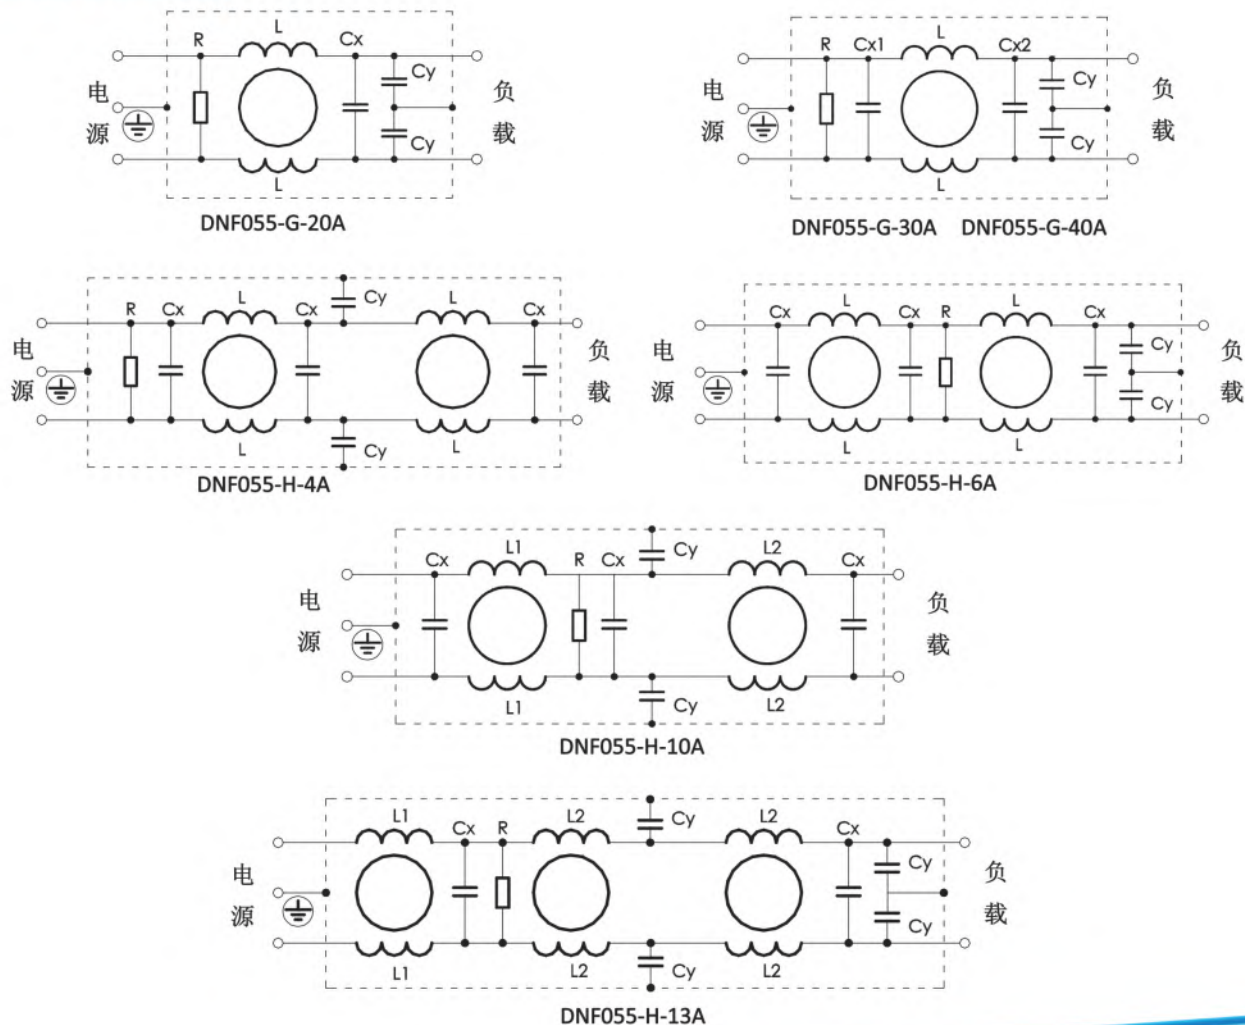 L
R
Cx
Cy
电
源
负
载
Cy
L
DNF055-G-20A
L
R
Cx1
Cx2
Cy
电
源
负
载
Cy
L
DNF055-G-30A DNF055-G-40A
R
Cx
L
Cx
Cy
L
Cx
电
源
负
载
L
Cy
L
DNF055-H-4A
Cx
L
Cx
R
L
Cx
Cy
电
源
负
载
Cy
L
L
DNF055-H-6A
Cx
L1
R
Cx
Cy
L2
Cx
电
源
负
载
L1
Cy
L2
DNF055-H-10A
L1
Cx
R
L2
Cy
L2
Cx
Cy
电
源
负
载
Cy
L1
L2
Cy
L2
DNF055-H-13A